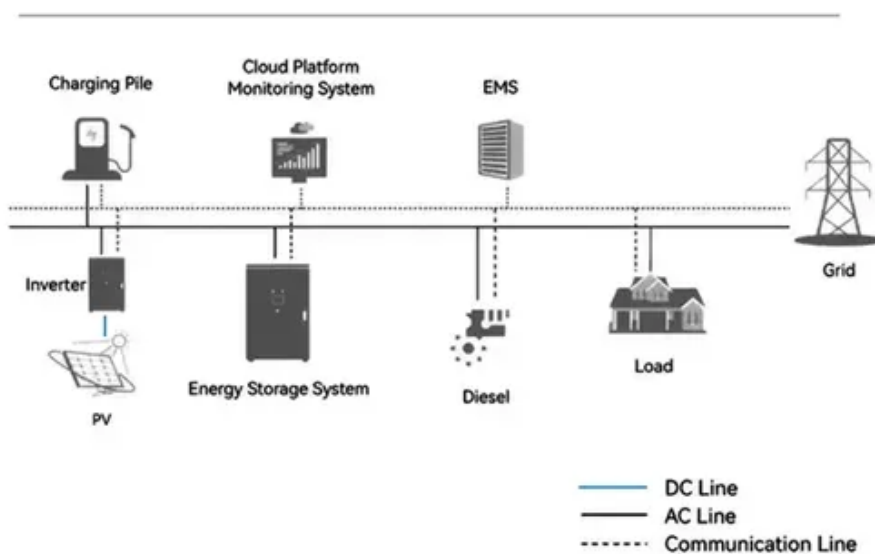 Charging Pile
Cloud Platform
Monitoring System
EMS
Grid
Inverter
Energy Storage System
Load
Diesel
PV
DC Line
AC Line
Communication Line